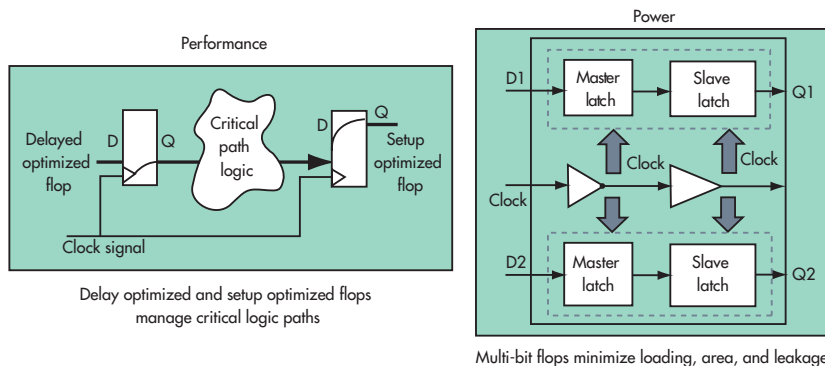 Performance
D
Q
Critical
path
logic
D
Q
Delayed
optimized
flop
Setup
optimized
flop
Clock signal
Delay optimized and setup optimized flops
manage critical logic paths
Power
D1
Master
latch
Slave
latch
Q1
Clock
Clock
Clock
D2
Master
latch
Slave
latch
Q2
Multi-bit flops minimize loading, area, and leakage